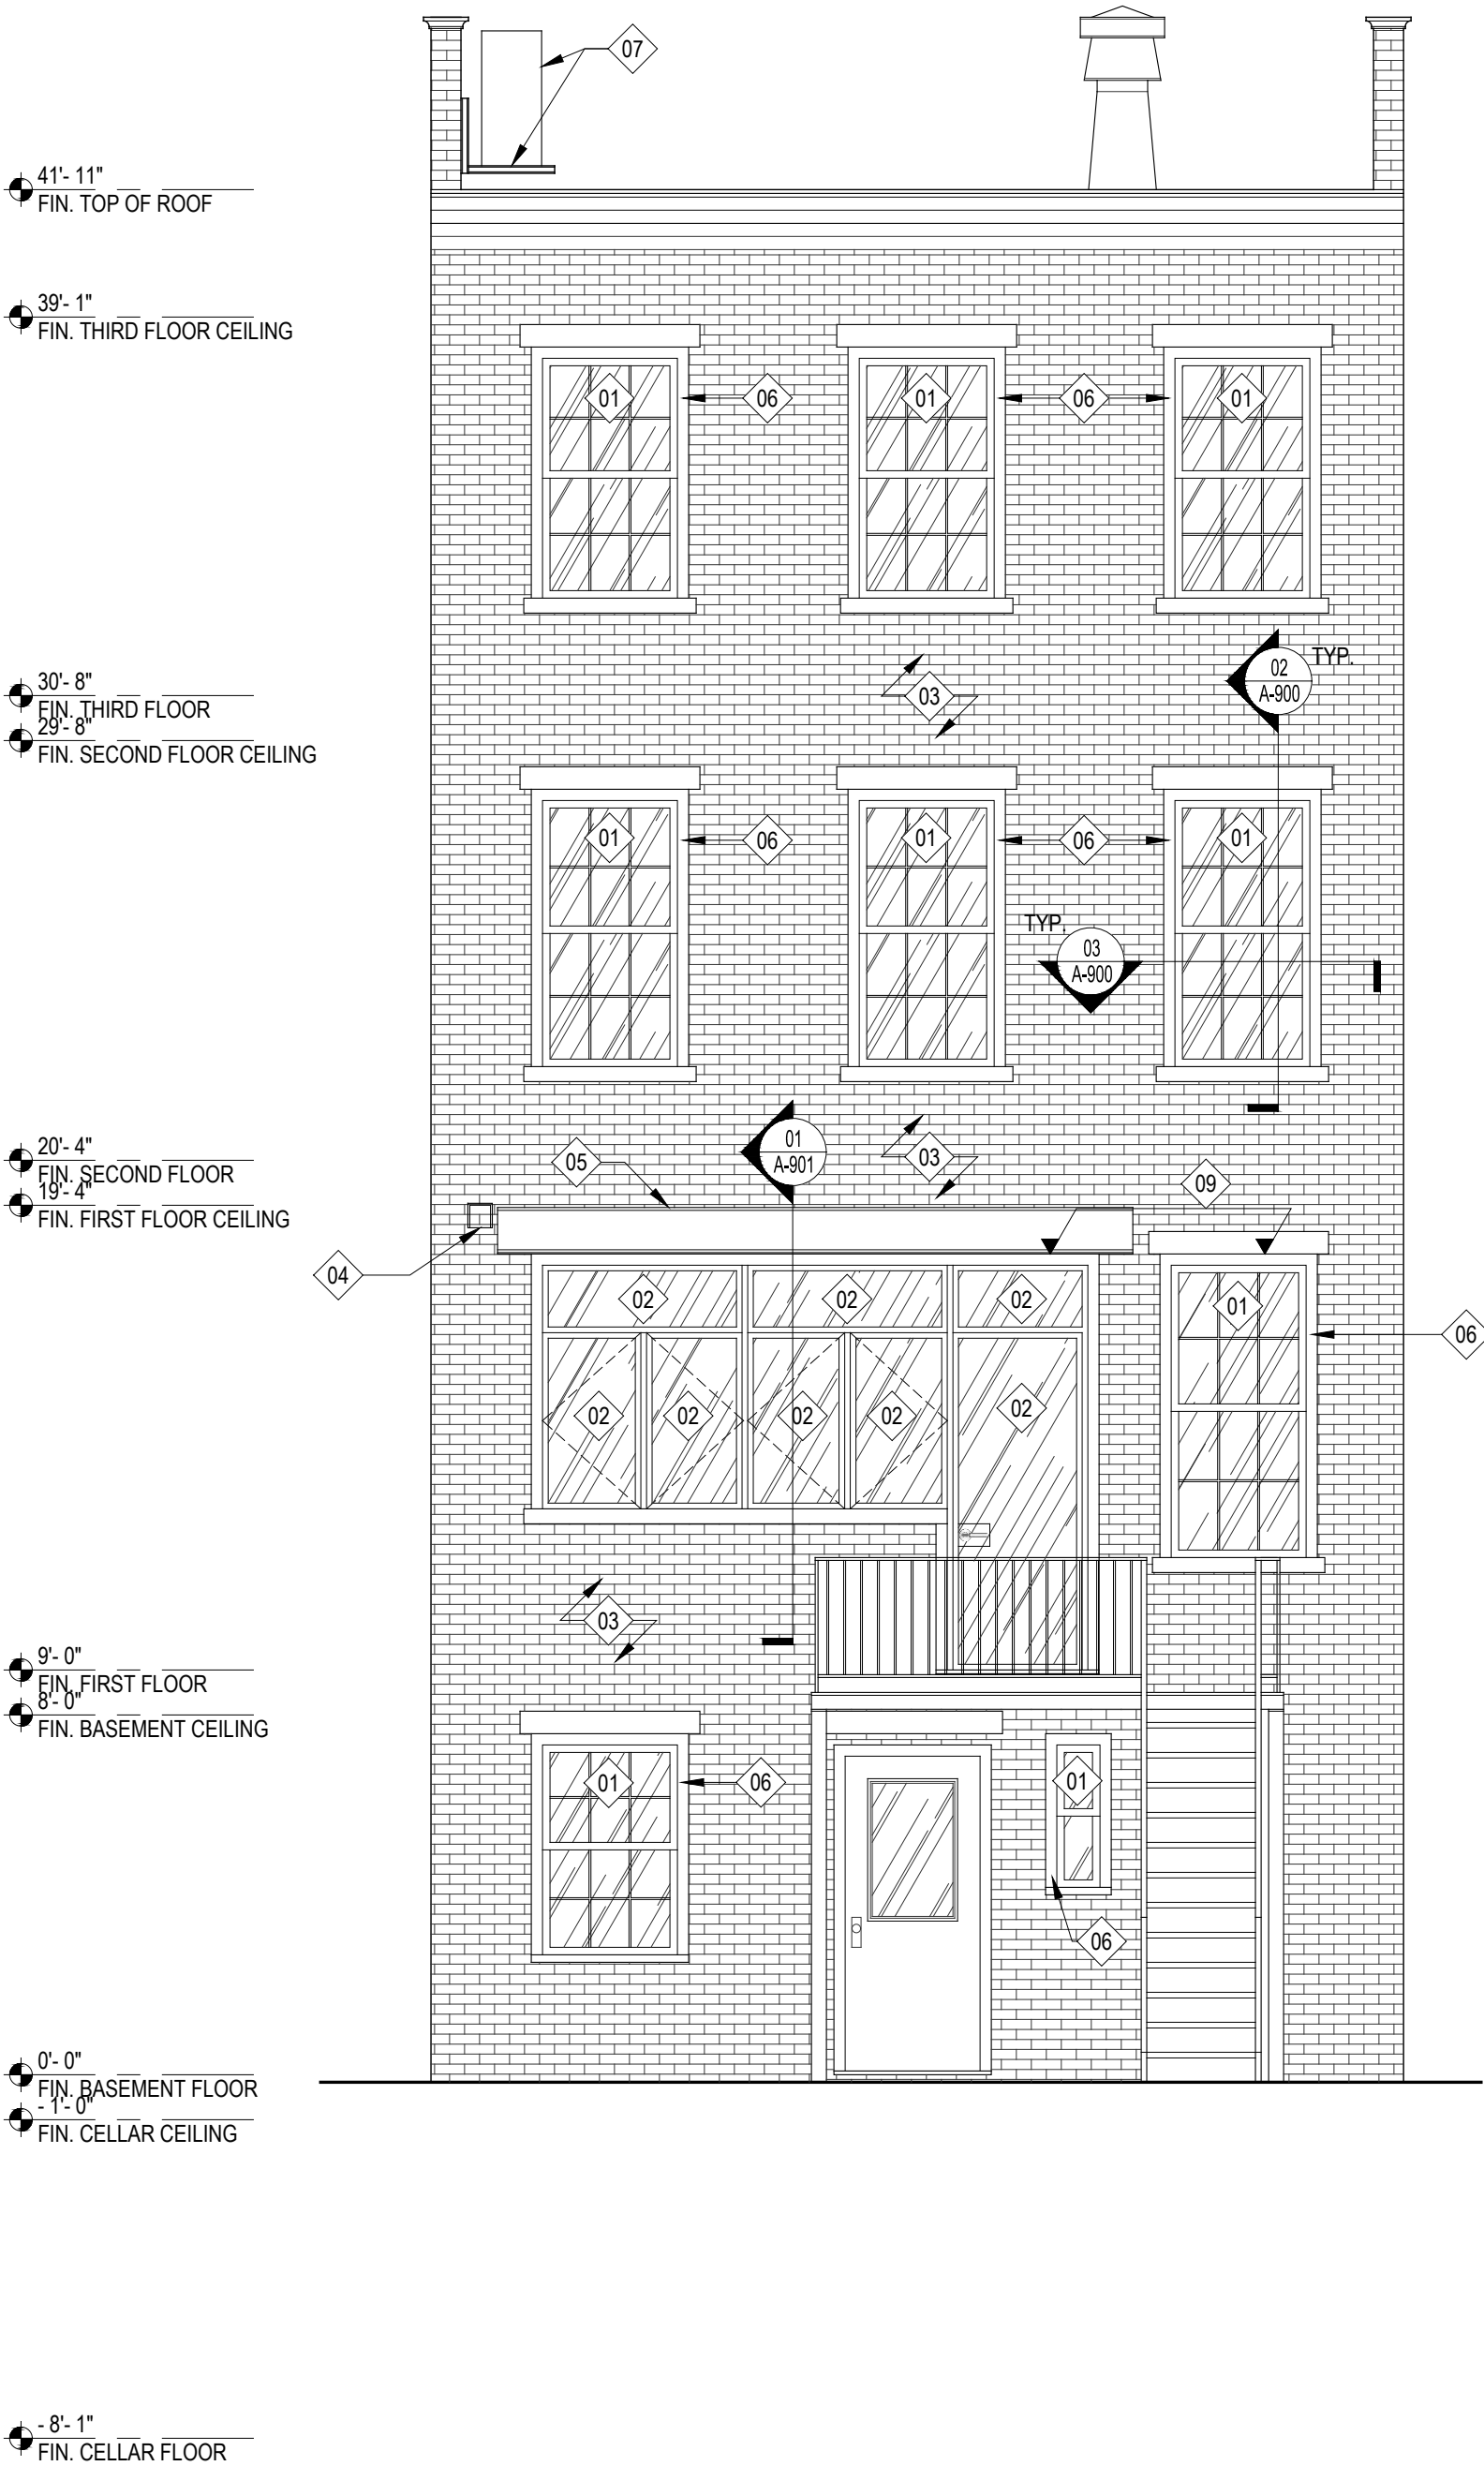 07
41'- 11"
FIN. TOP OF ROOF
39'- 1"
FIN. THIRD FLOOR CEILING
01
06
01
06
01
02
A-900
TYP.
30'- 8"
FIN. THIRD FLOOR
03
29'- 8"
FIN. SECOND FLOOR CEILING
01
06
01
06
01
TYP.
03
A-900
20'- 4"
FIN. SECOND FLOOR
05
01
A-901
03
09
19'- 4"
FIN. FIRST FLOOR CEILING
04
02
02
02
01
06
02
02
02
02
02
03
9'- 0"
FIN. FIRST FLOOR
8'- 0"
FIN. BASEMENT CEILING
01
06
01
06
0'- 0"
FIN. BASEMENT FLOOR
- 1'- 0"
FIN. CELLAR CEILING
- 8'- 1"
FIN. CELLAR FLOOR